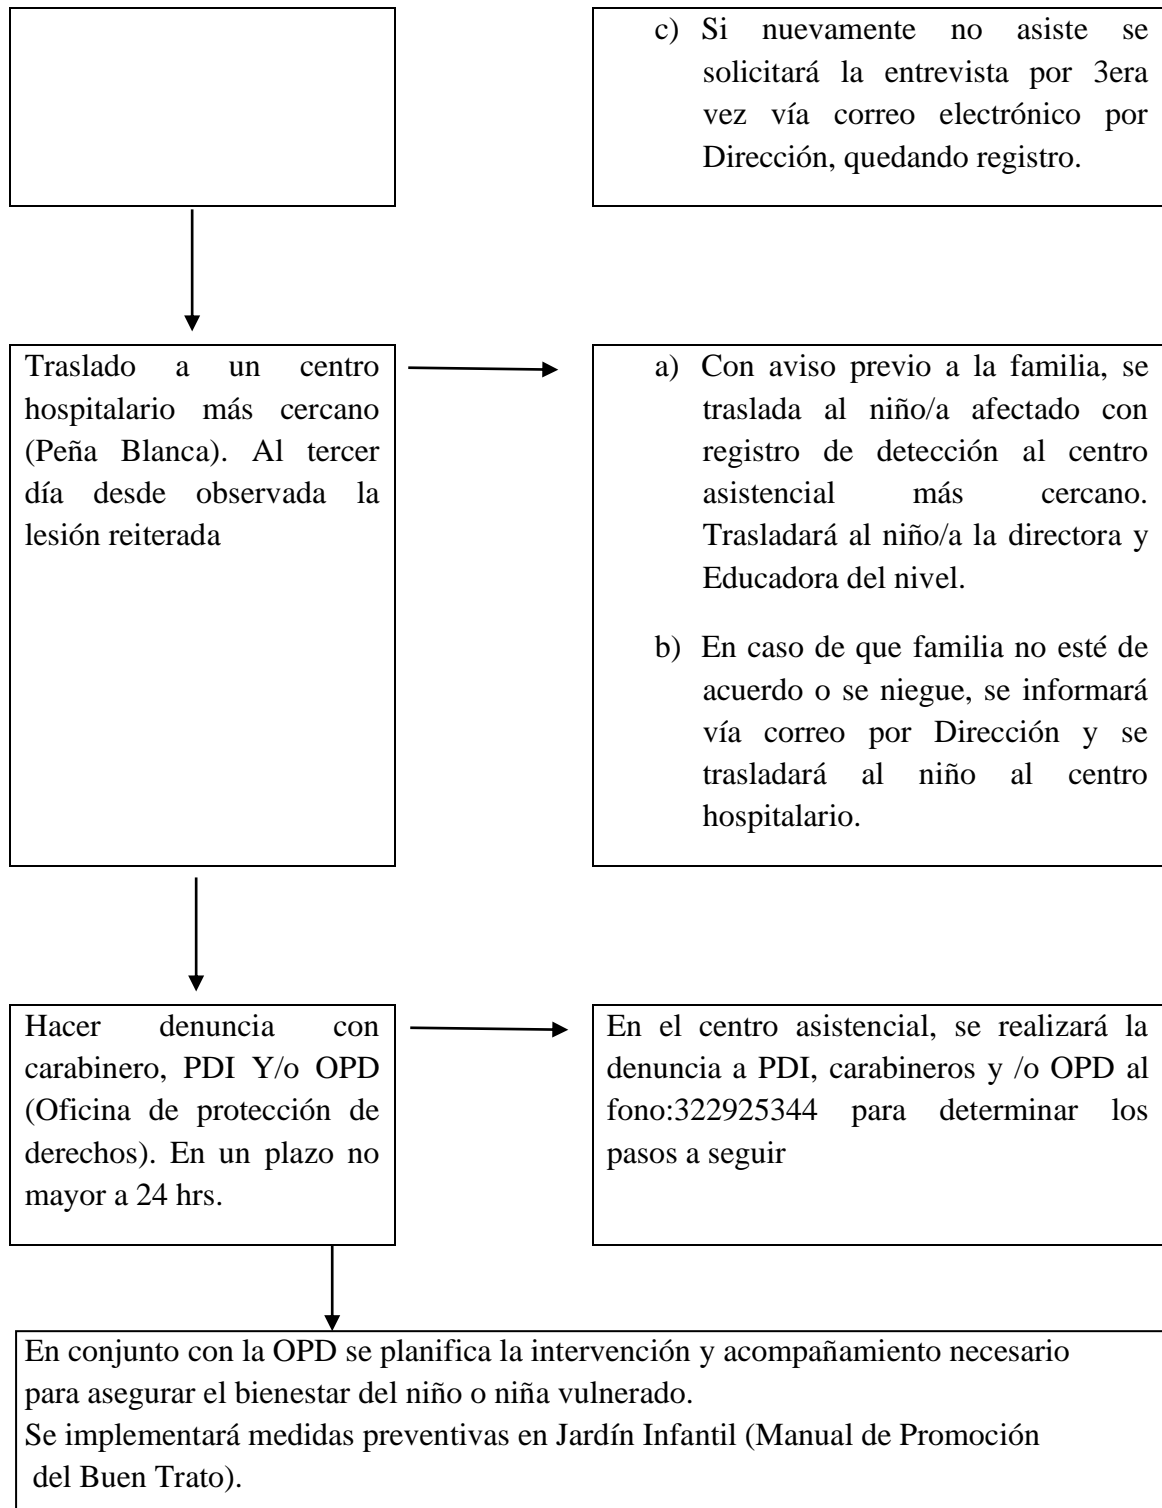 c) Si nuevamente no asiste se
solicitará la entrevista por 3era
vez vía correo electrónico por
Dirección, quedando registro.
Traslado a un centro
hospitalario más cercano
(Peña Blanca). Al tercer
día desde observada la
lesión reiterada
a) Con aviso previo a la familia, se
traslada al niño/a afectado con
registro de detección al centro
asistencial más cercano.
Trasladará al niño/a la directora y
Educadora del nivel.
b) En caso de que familia no esté de
acuerdo o se niegue, se informará
vía correo por Dirección y se
trasladará al niño al centro
hospitalario.
Hacer denuncia con
carabinero, PDI Y/o OPD
(Oficina de protección de
derechos). En un plazo no
mayor a 24 hrs.
En el centro asistencial, se realizará la
denuncia a PDI, carabineros y /o OPD al
fono:322925344 para determinar los
pasos a seguir
En conjunto con la OPD se planifica la intervención y acompañamiento necesario
para asegurar el bienestar del niño o niña vulnerado.
Se implementará medidas preventivas en Jardín Infantil (Manual de Promoción
del Buen Trato).